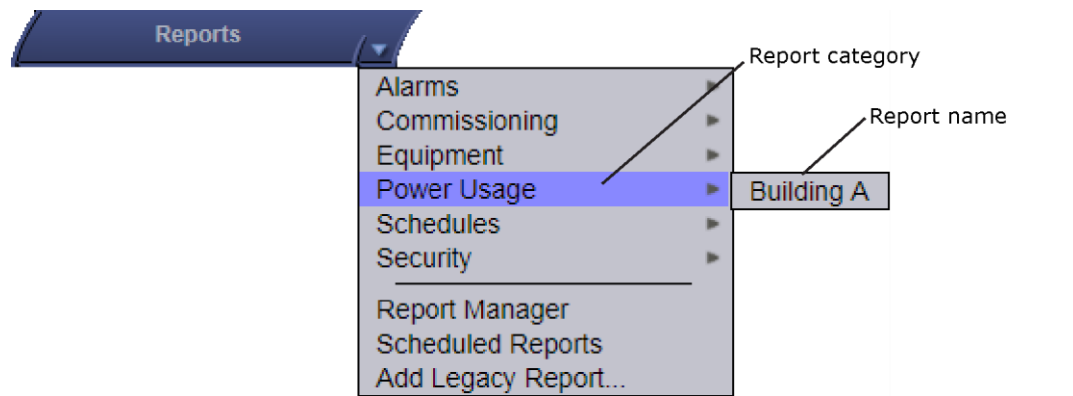 Reports
Report category
Alarms
Report name
Commissioning
Equipment
Power Usage
Building A
Schedules
Security
Report Manager
Scheduled Reports
Add Legacy Report...